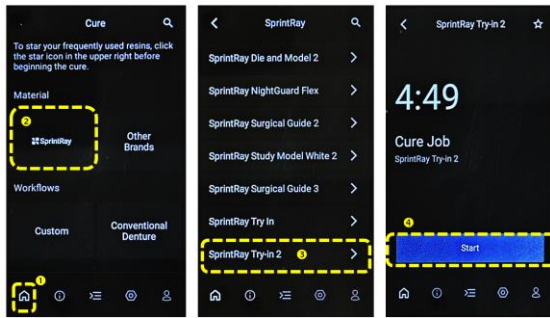 Cure
To star your frequently used resins, click
the star icon in the upper right before
beginning the cure.
Material
2
SprintRay
Other
Brands
Workflows
Custom
Conventional
Denture
1
SprintRay
SprintRay Die and Model 2
SprintRay NightGuard Flex
SprintRay Surgical Guide 2
SprintRay Study Model White 2
SprintRay Surgical Guide 3
SprintRay Try In
SprintRay Try-in 2
3
SprintRay Try-in 2
4:49
Cure Job
SprintRay Try-in 2
4
Start